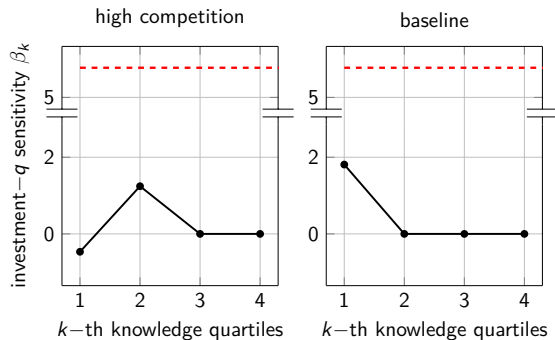 high competition
baseline
investment−q sensitivity βk
5
2
0
1 2 3 4
k−th knowledge quartiles
5
2
0
1 2 3 4
k−th knowledge quartiles